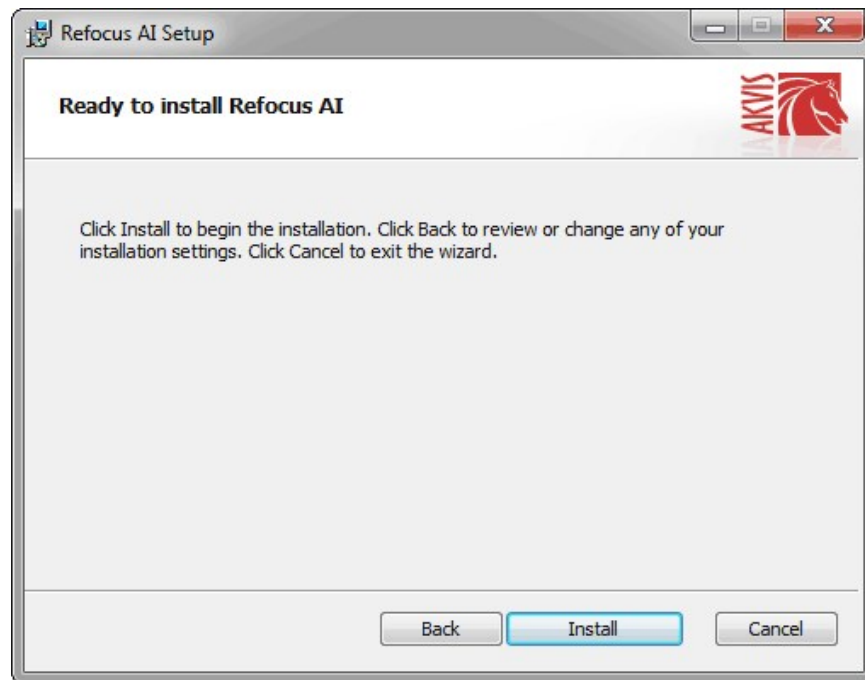 Refocus AI Setup
Ready to install Refocus AI
AKVIS
Click Install to begin the installation. Click Back to review or change any of your
installation settings. Click Cancel to exit the wizard.
Back
Install
Cancel